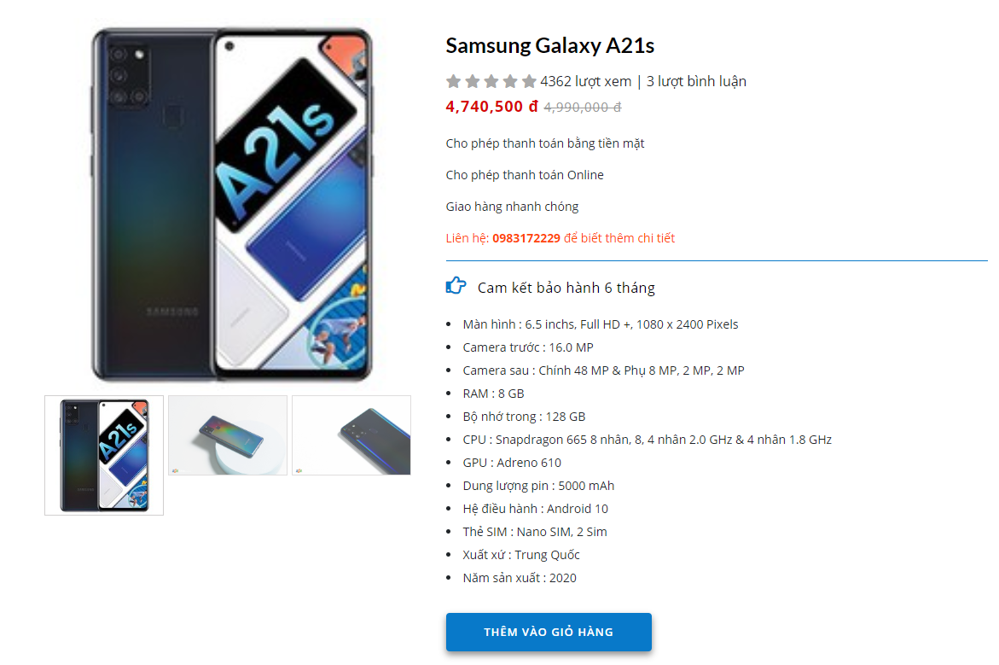 Samsung Galaxy A21s
4362 lượt xem | 3 lượt bình luận
4,740,500 đ 4,990,000 đ
Cho phép thanh toán bằng tiền mặt
Cho phép thanh toán Online
Giao hàng nhanh chóng
Liên hệ: 0983172229 để biết thêm chi tiết
Cam kết bảo hành 6 tháng
Màn hình : 6.5 inchs, Full HD +, 1080 x 2400 Pixels
Camera trước : 16.0 MP
Camera sau : Chính 48 MP & Phụ 8 MP, 2 MP, 2 MP
RAM : 8 GB
Bộ nhớ trong : 128 GB
CPU : Snapdragon 665 8 nhân, 8, 4 nhân 2.0 GHz & 4 nhân 1.8 GHz
GPU : Adreno 610
Dung lượng pin : 5000 mAh
Hệ điều hành : Android 10
Thẻ SIM : Nano SIM, 2 Sim
Xuất xứ : Trung Quốc
Năm sản xuất : 2020
THÊM VÀO GIỎ HÀNG
A21s
SAMSUNG
A21s